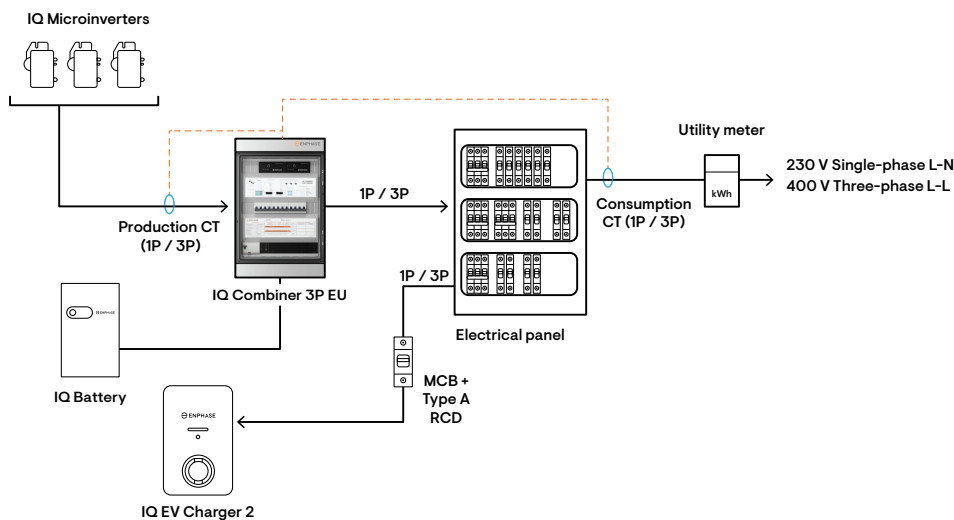 IQ Microinverters
ENPHASE
Utility meter
230 V Single-phase L-N
400 V Three-phase L-L
kWh
1P / 3P
Production CT
(1P / 3P)
Consumption
CT (1P / 3P)
1P / 3P
IQ Combiner 3P EU
ENPHASE
Electrical panel
IQ Battery
MCB +
Type A
RCD
ENPHASE
IQ EV Charger 2